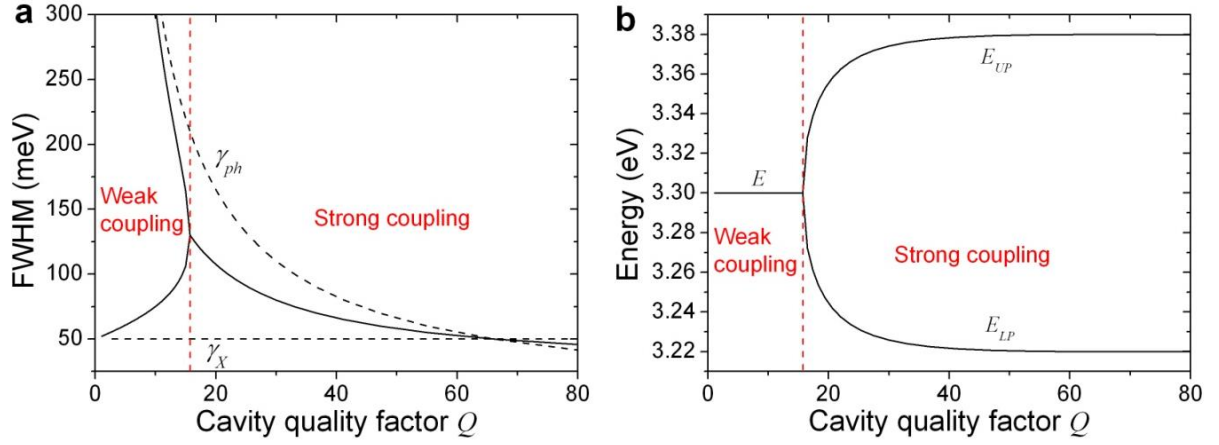 a
300
250
200
150
100
50
0
20
40
60
80
FWHM (meV)
Cavity quality factor Q
Weak
coupling
Strong coupling
γph
γX
b
3.38
3.36
3.34
3.32
3.30
3.28
3.26
3.24
3.22
0
20
40
60
80
Energy (eV)
Cavity quality factor Q
EUP
E
Weak
coupling
Strong coupling
ELP